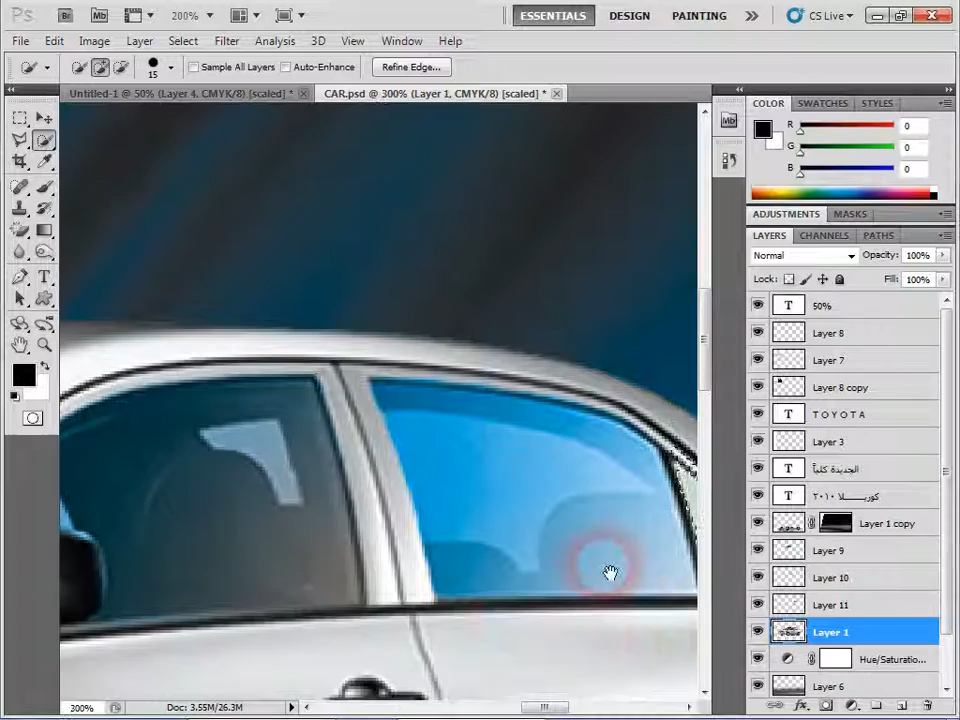 Ps Br Mb 200% ESSENTIALS DESIGN PAINTING CS Live
File Edit Image Layer Select Filter Analysis 3D View Window Help
15 Sample All Layers Auto-Enhance Refine Edge...
Untitled-1 @ 50% (Layer 4, CMYK/8) [scaled] * CAR.psd @ 300% (Layer 1, CMYK/8) [scaled] *
COLOR SWATCHES STYLES
Mb
R 0
G 0
B 0
ADJUSTMENTS MASKS
LAYERS CHANNELS PATHS
Normal Opacity: 100%
Lock: Fill: 100%
T 50%
Layer 8
Layer 7
Layer 8 copy
T T O Y O T A
Layer 3
T الجديدة كلياً
T كوريـــــــلا ٢٠١٠
Layer 1 copy
Layer 9
Layer 10
Layer 11
Layer 1
Hue/Saturatio...
Layer 6
300% Doc: 3.55M/26.3M